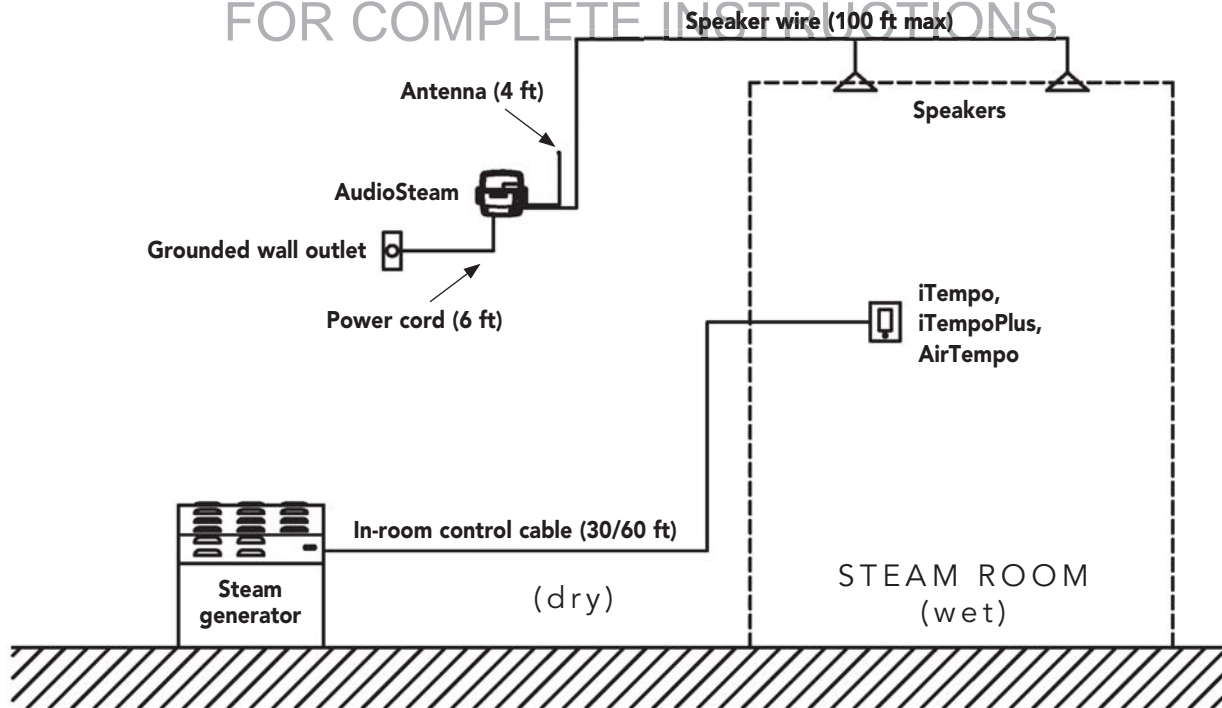 FOR COMPLETE INSTRUCTIONS
Speaker wire (100 ft max)
Antenna (4 ft)
Speakers
AudioSteam
Grounded wall outlet
Power cord (6 ft)
iTempo,
iTempoPlus,
AirTempo
In-room control cable (30/60 ft)
Steam
generator
(dry)
STEAM ROOM
(wet)